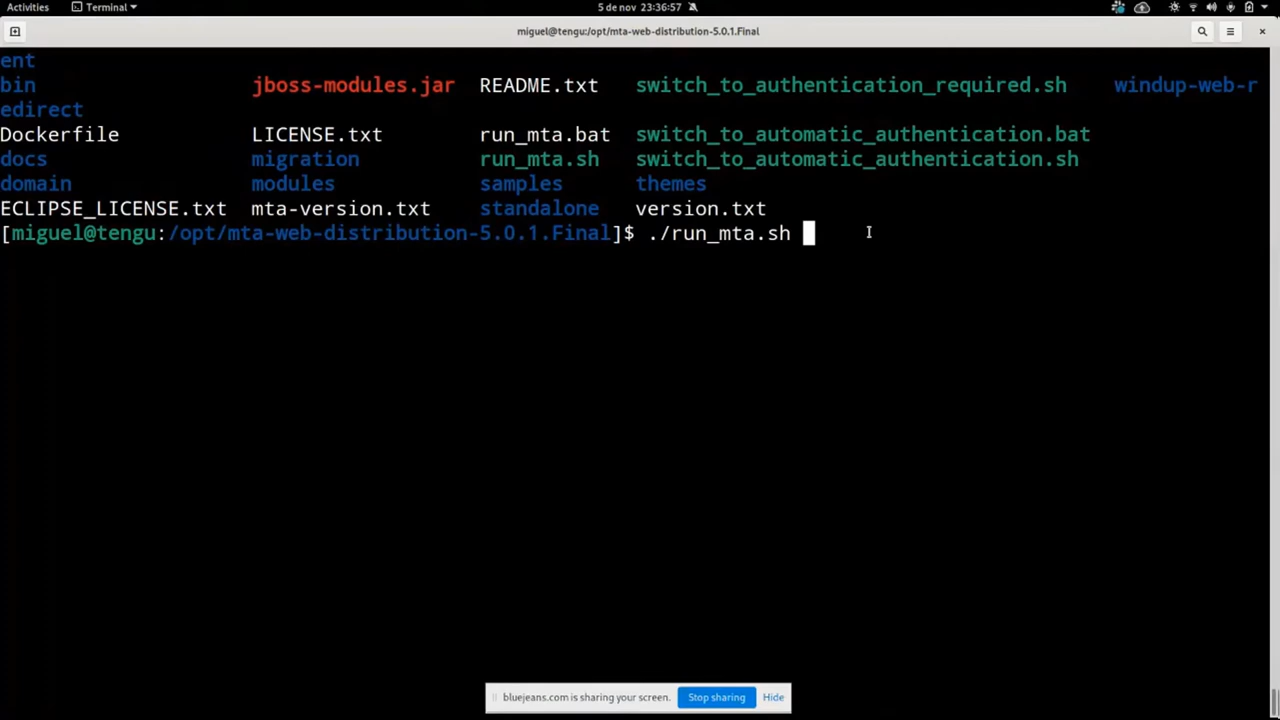 Activities Terminal 5 de nov 23:36:57
miguel@tengu:/opt/mta-web-distribution-5.0.1.Final
ent
bin jboss-modules.jar README.txt switch_to_authentication_required.sh windup-web-r
edirect
Dockerfile LICENSE.txt run_mta.bat switch_to_automatic_authentication.bat
docs migration run_mta.sh switch_to_automatic_authentication.sh
domain modules samples themes
ECLIPSE_LICENSE.txt mta-version.txt standalone version.txt
[miguel@tengu:/opt/mta-web-distribution-5.0.1.Final]$ ./run_mta.sh
bluejeans.com is sharing your screen. Stop sharing Hide